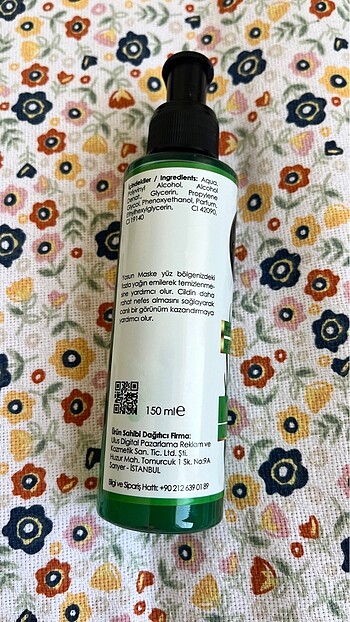 İçindekiler / Ingredients: Aqua,
Polyvinyl Alcohol, Alcohol
Denat., Glycerin, Propylene
Glycol, Phenoxyethanol, Parfum,
Ethylhexylglycerin, CI 42090,
CI 19140
Yosun Maske yüz bölgenizdeki
fazla yağın emilerek temizlenme-
sine yardımcı olur. Cildin daha
rahat nefes almasını sağlayarak
canlı bir görünüm kazandırmaya
yardımcı olur.
150 ml℮
Ürün Sahibi Dağıtıcı Firma:
Ulus Digital Pazarlama Reklam ve
Kozmetik San. Tic. Ltd. Şti.
Huzur Mah. Tomurcuk 1 Sk. No:9A
Sarıyer - İSTANBUL
Bilgi ve Sipariş Hattı: +90 212 639 01 89